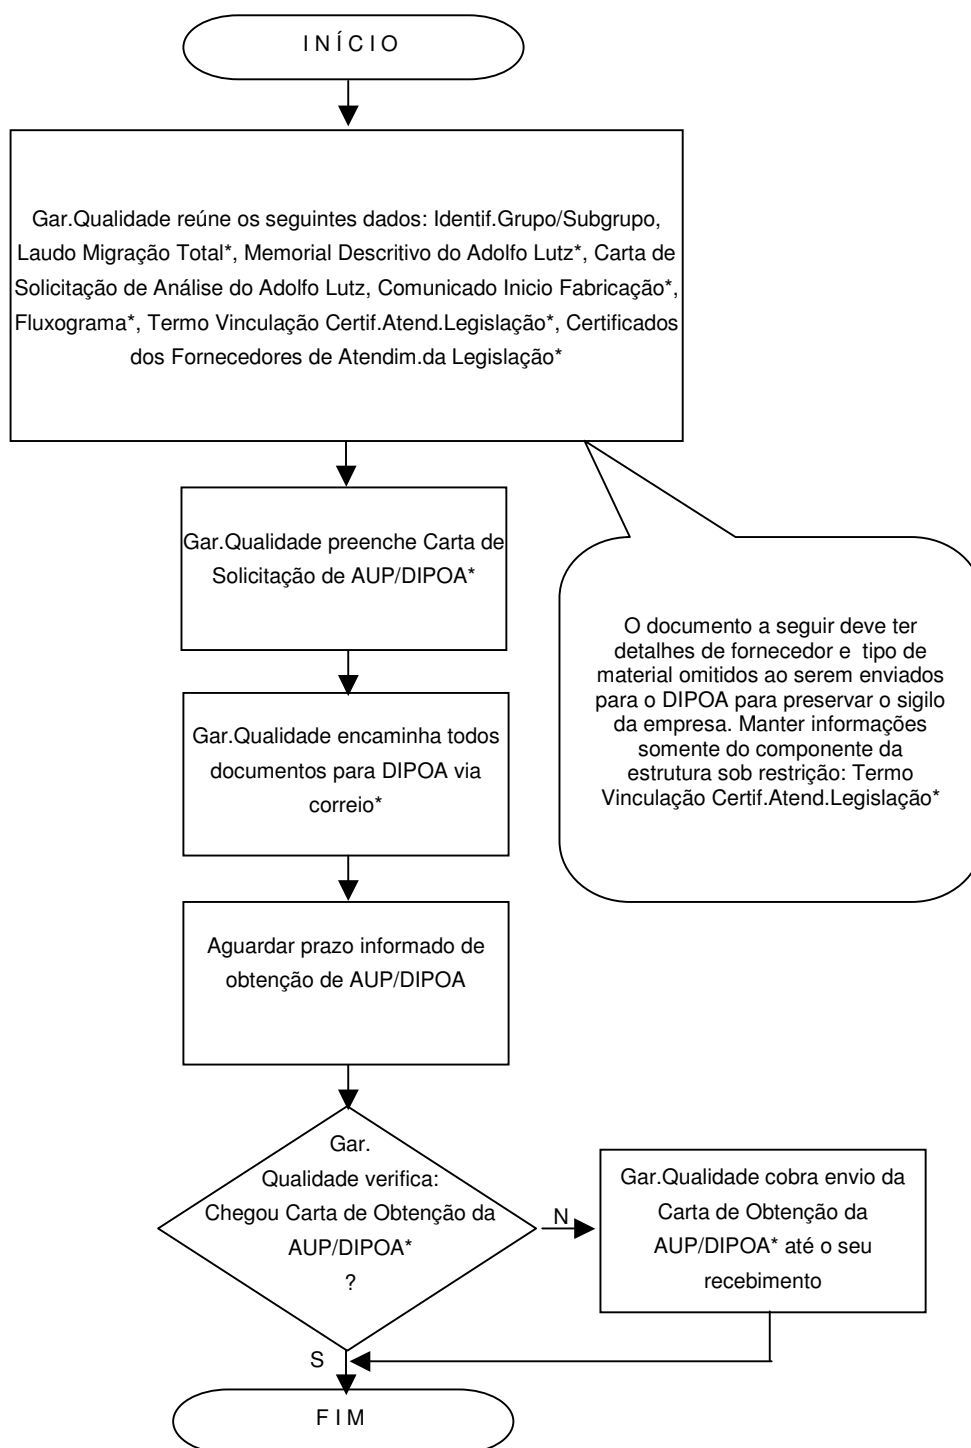 I N Í C I O
Gar.Qualidade reúne os seguintes dados: Identif.Grupo/Subgrupo,
Laudo Migração Total*, Memorial Descritivo do Adolfo Lutz*, Carta de
Solicitação de Análise do Adolfo Lutz, Comunicado Inicio Fabricação*,
Fluxograma*, Termo Vinculação Certif.Atend.Legislação*, Certificados
dos Fornecedores de Atendim.da Legislação*
Gar.Qualidade preenche Carta de
Solicitação de AUP/DIPOA*
O documento a seguir deve ter
detalhes de fornecedor e tipo de
material omitidos ao serem enviados
para o DIPOA para preservar o sigilo
da empresa. Manter informações
somente do componente da
estrutura sob restrição: Termo
Vinculação Certif.Atend.Legislação*
Gar.Qualidade encaminha todos
documentos para DIPOA via
correio*
Aguardar prazo informado de
obtenção de AUP/DIPOA
Gar.
Qualidade verifica:
Chegou Carta de Obtenção da
AUP/DIPOA*
?
N
Gar.Qualidade cobra envio da
Carta de Obtenção da
AUP/DIPOA* até o seu
recebimento
S
F I M